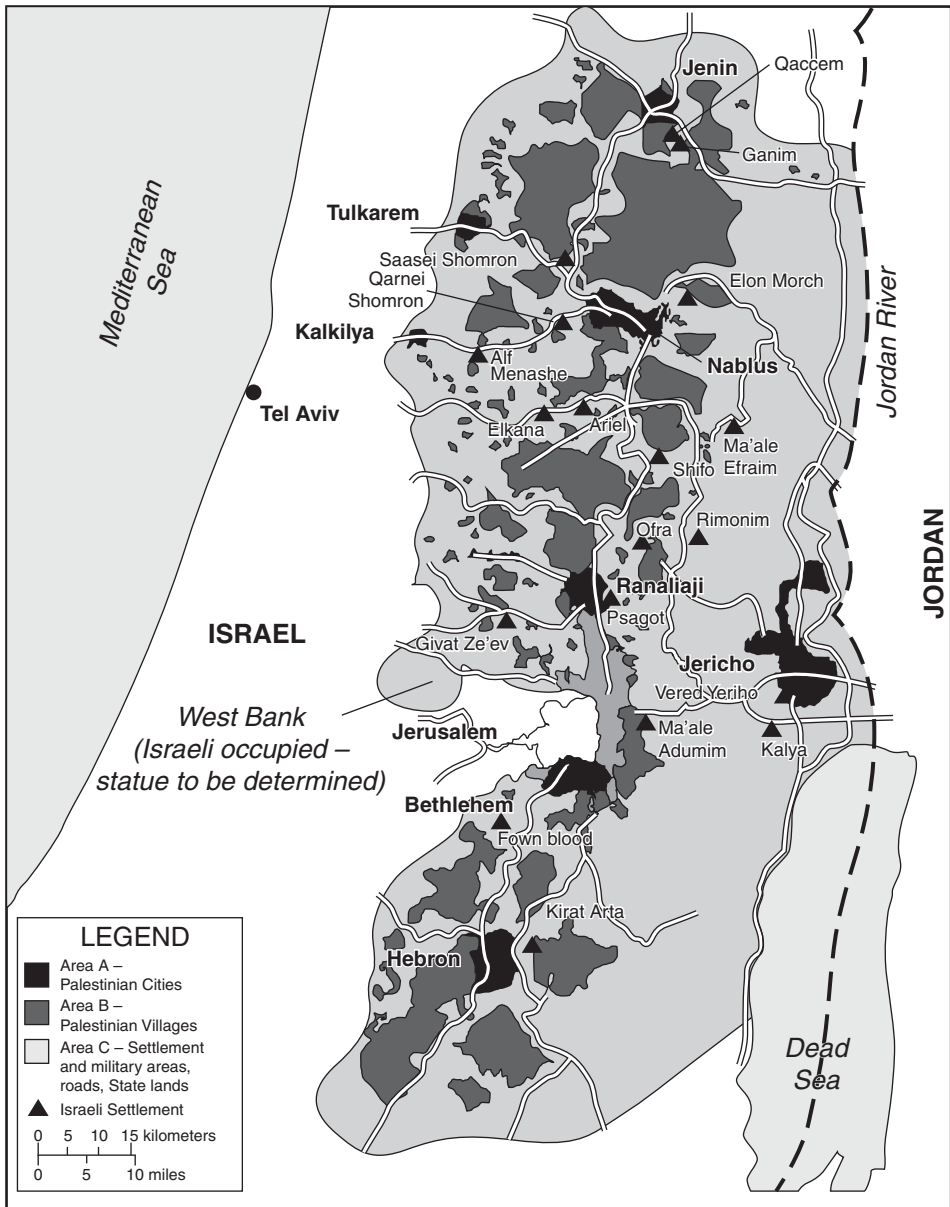 Jenin
Qaccem
Ganim
Mediterranean
Sea
Tulkarem
Saasei Shomron
Qarnei
Shomron
Elon Morch
Jordan River
Kalkilya
Alf
Menashe
Nablus
Tel Aviv
Elkana
Ariel
Ma'ale
Efraim
Shifo
Ofra
Rimonim
JORDAN
Ranaliaji
Psagot
ISRAEL
Givat Ze'ev
Jericho
Vered Yeriho
West Bank
(Israeli occupied –
statue to be determined)
Jerusalem
Ma'ale
Adumim
Kalya
Bethlehem
Fown blood
Kirat Arta
Hebron
Dead
Sea
LEGEND
Area A –
Palestinian Cities
Area B –
Palestinian Villages
Area C – Settlement
and military areas,
roads, State lands
Israeli Settlement
0 5 10 15 kilometers
0 5 10 miles